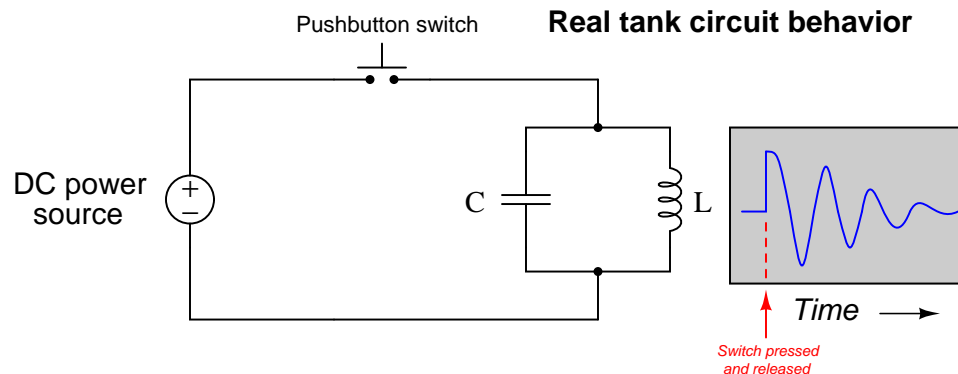 Real tank circuit behavior
Pushbutton switch
DC power
source
+
−
C
L
Time
Switch pressed
and released